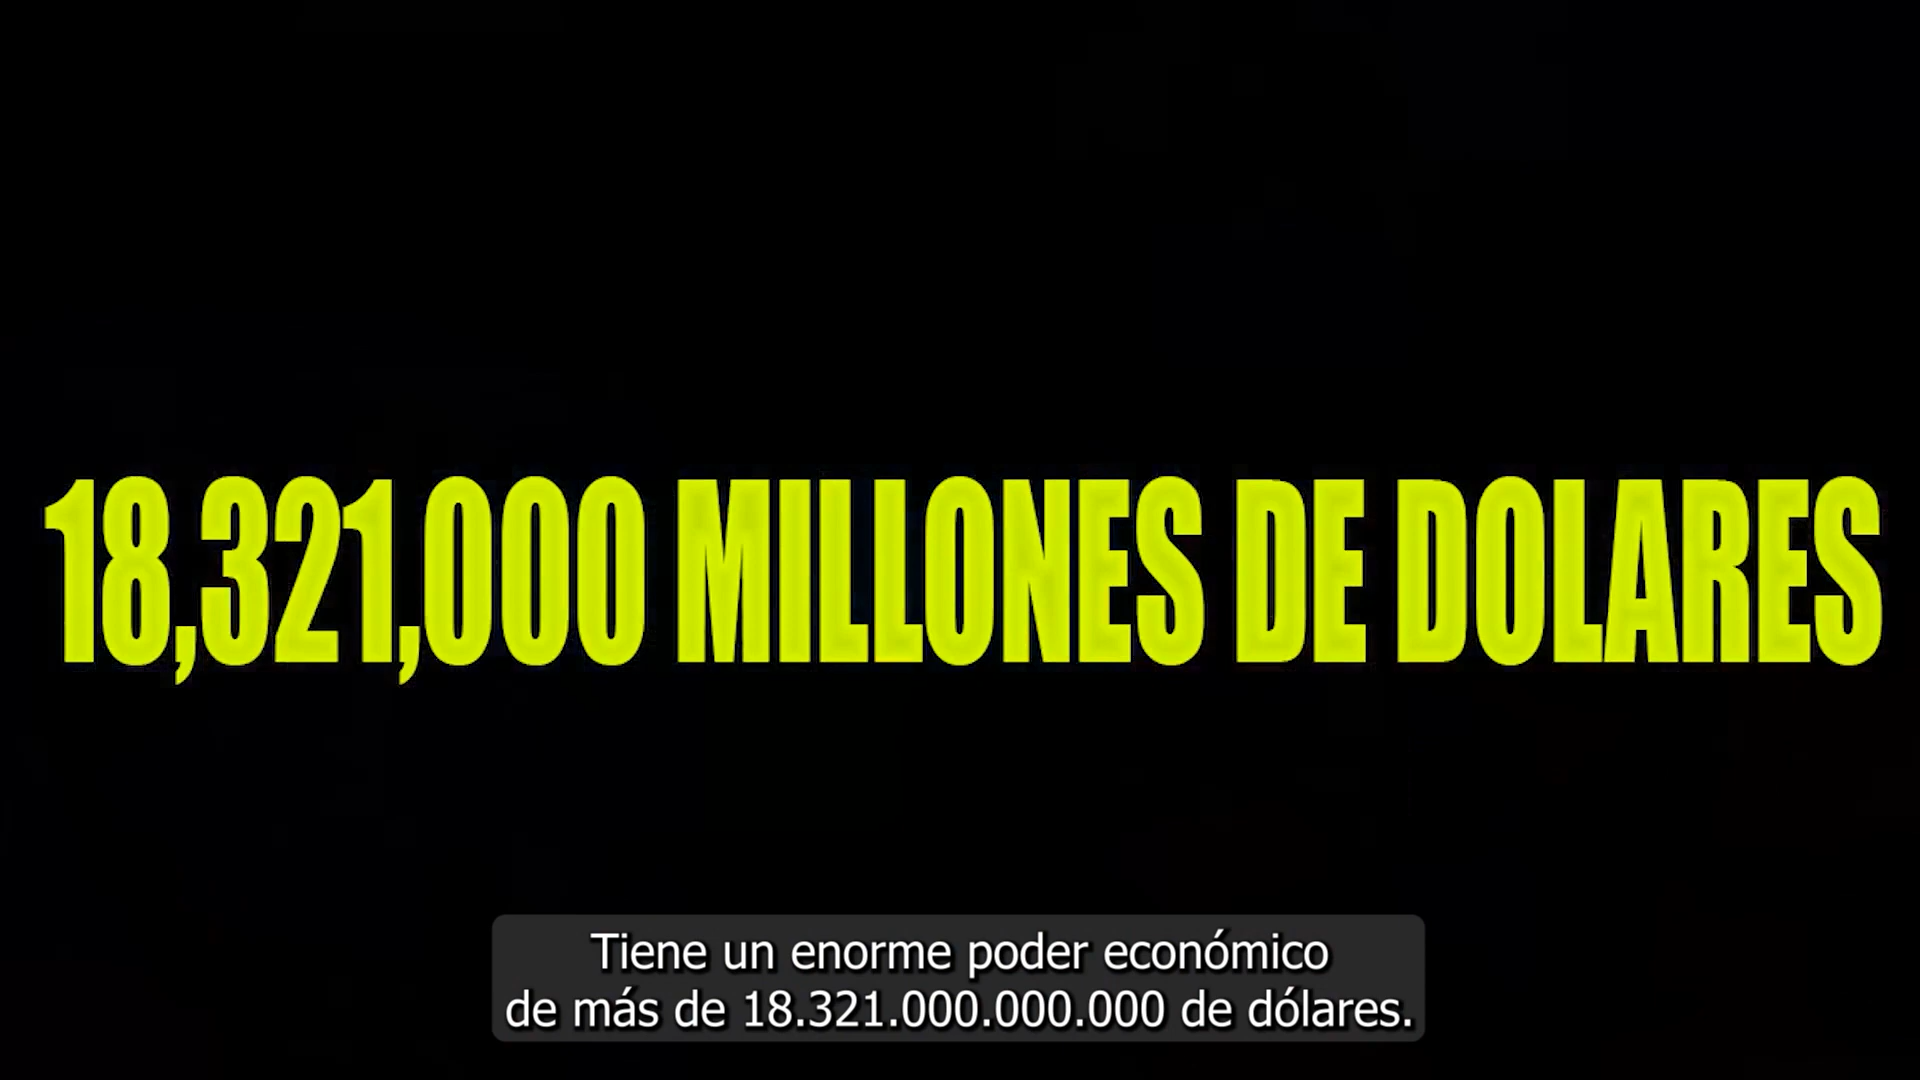 18,321,000 MILLONES DE DOLARES
Tiene un enorme poder económico
de más de 18.321.000.000.000 de dólares.